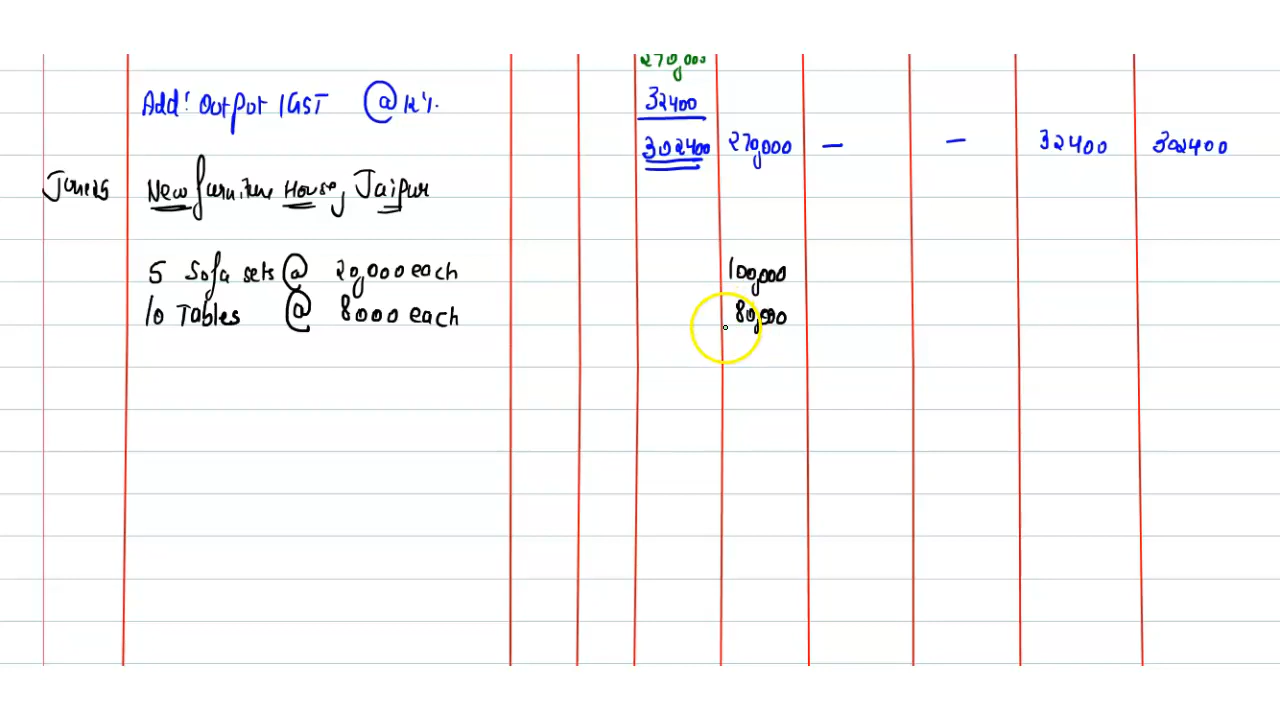 270,000
Add: Output IGST @ 12%. 32400
302400 270,000 — — 32400 302400
June 25 New furniture House, Jaipur
5 Sofa sets @ 20,000 each 100,000
10 Tables @ 8000 each 80,000